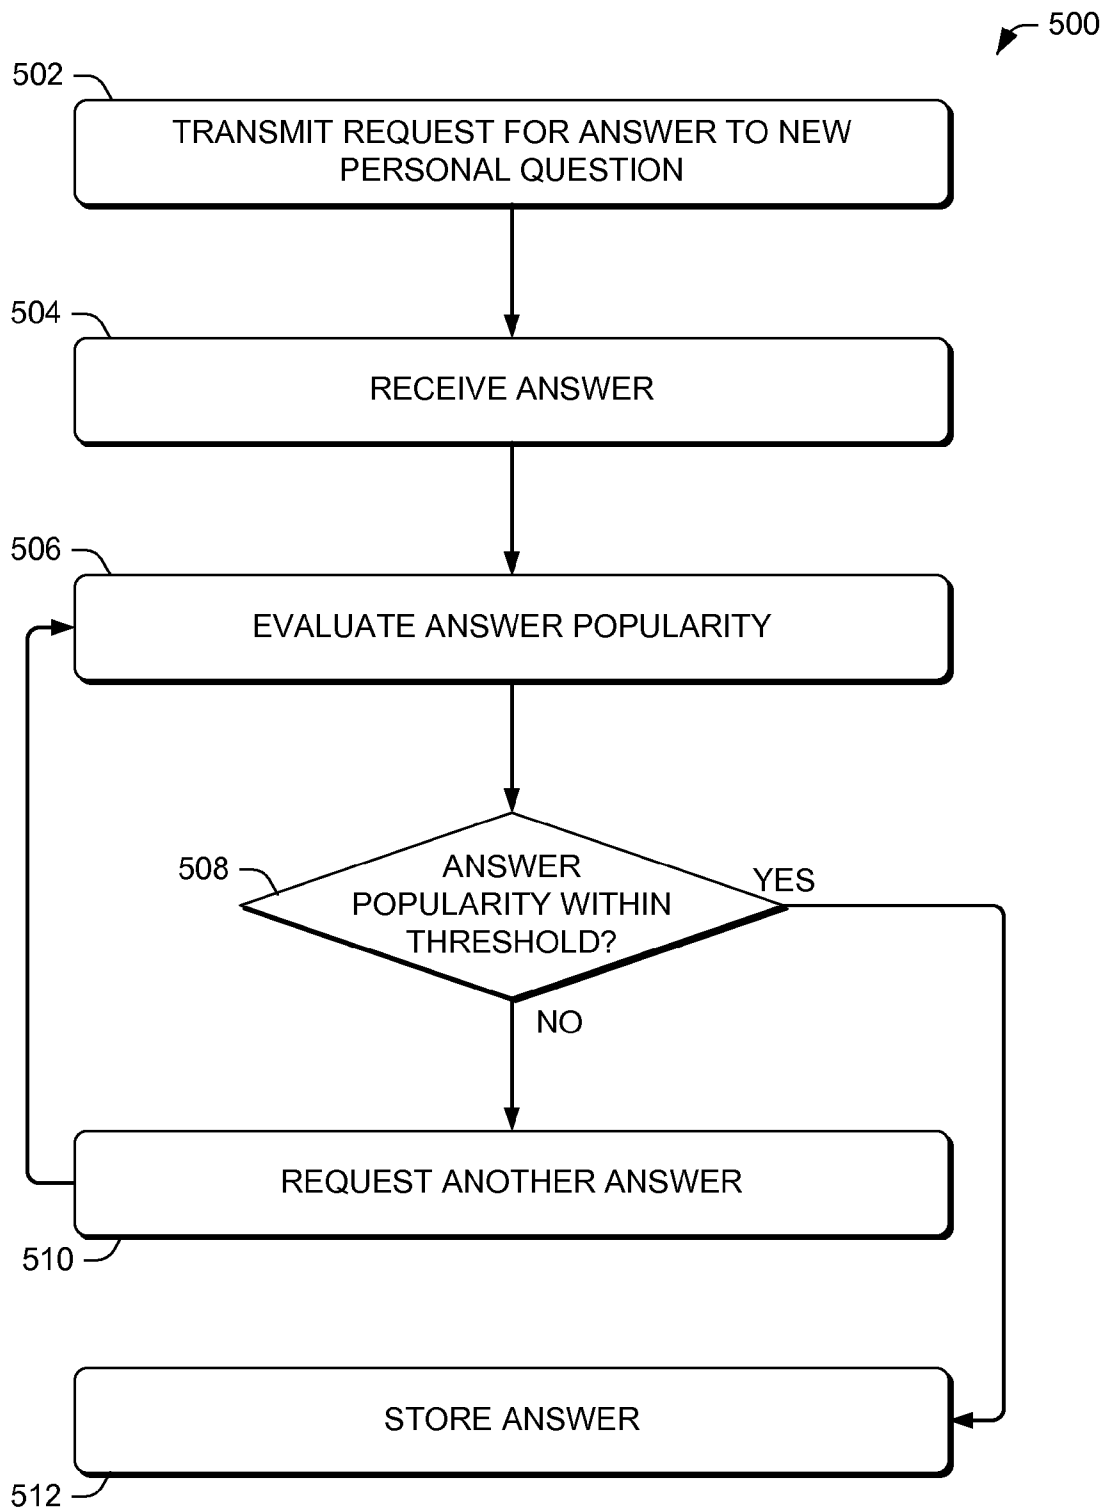 500
502
TRANSMIT REQUEST FOR ANSWER TO NEW
PERSONAL QUESTION
504
RECEIVE ANSWER
506
EVALUATE ANSWER POPULARITY
508
ANSWER
POPULARITY WITHIN
THRESHOLD?
YES
NO
REQUEST ANOTHER ANSWER
510
STORE ANSWER
512